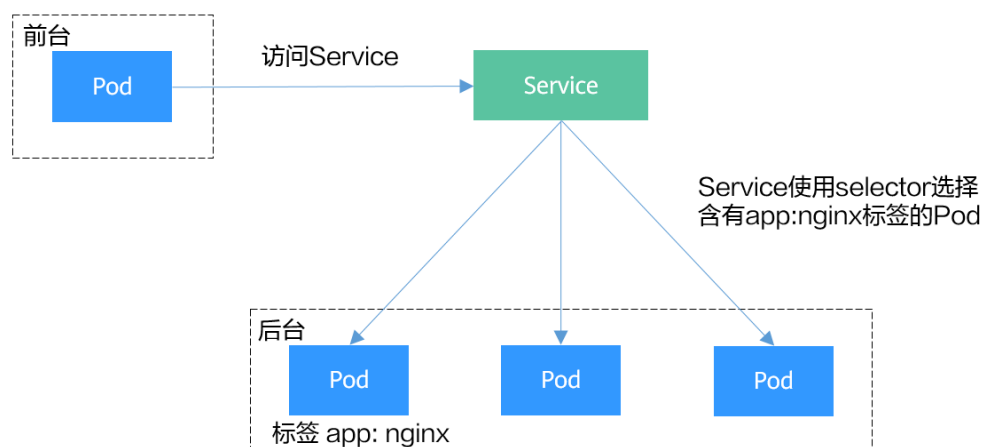 前台
Pod
访问Service
Service
Service使用selector选择
含有app:nginx标签的Pod
后台
Pod
Pod
Pod
标签 app: nginx